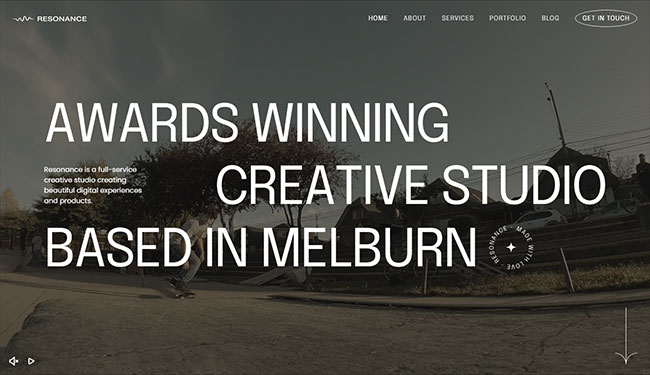 RESONANCE
HOME ABOUT SERVICES PORTFOLIO BLOG GET IN TOUCH
AWARDS WINNING
Resonance is a full-service
creative studio creating
beautiful digital experiences
and products.
CREATIVE STUDIO
BASED IN MELBURN
RESONANCE · MADE WITH LOVE ·